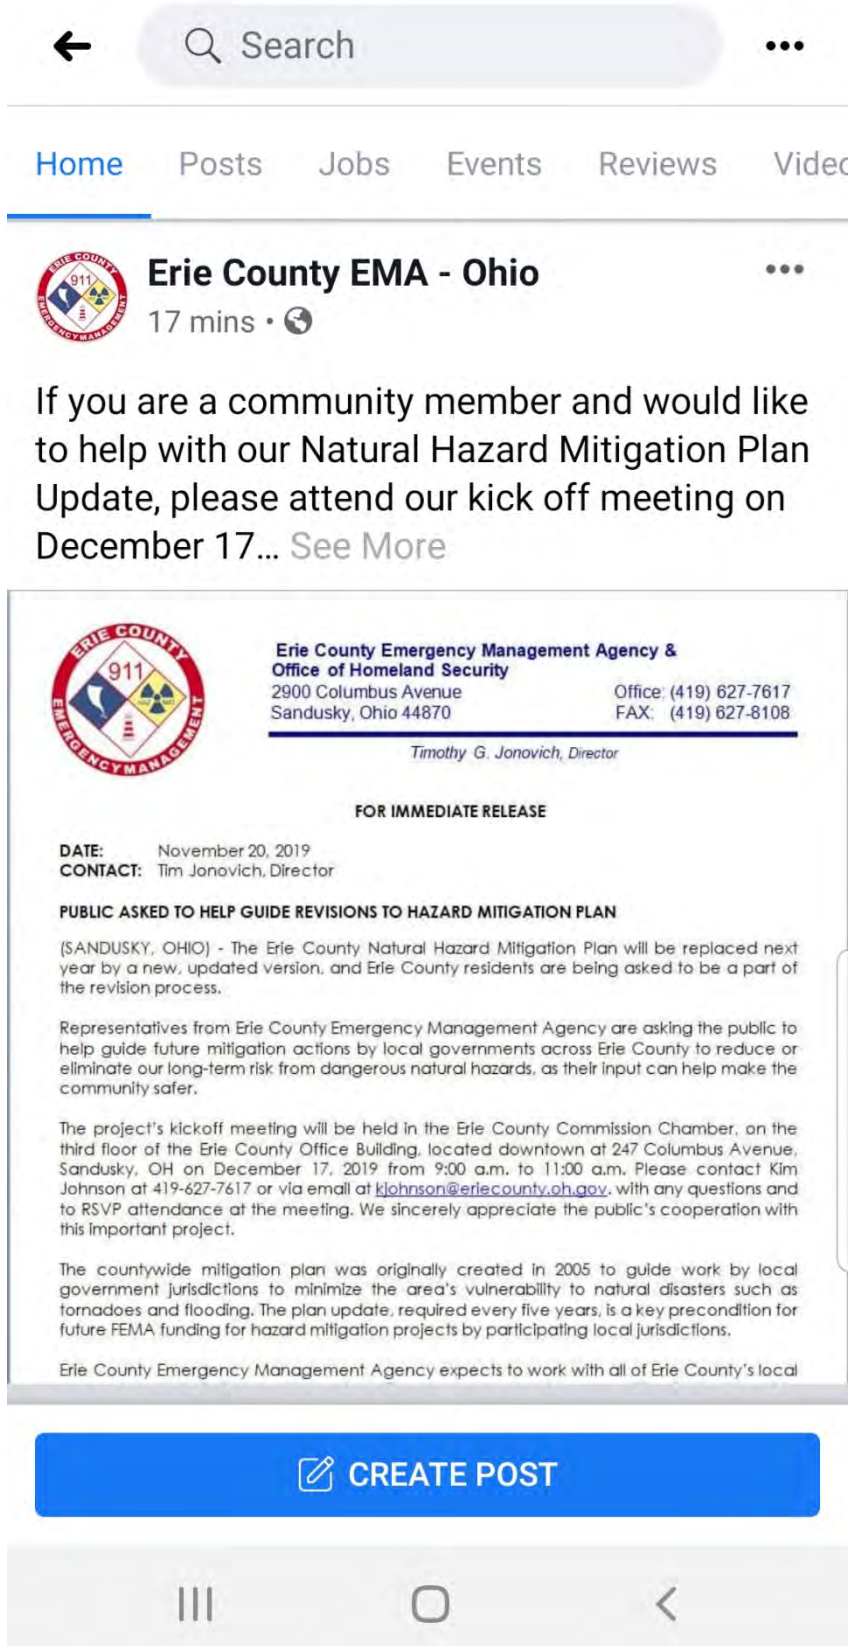 Search
Home Posts Jobs Events Reviews Videc
Erie County EMA - Ohio
17 mins •
If you are a community member and would like
to help with our Natural Hazard Mitigation Plan
Update, please attend our kick off meeting on
December 17... See More
ERIE COUNTY
911
EMERGENCY MANAGEMENT
Erie County Emergency Management Agency &
Office of Homeland Security
2900 Columbus Avenue Office: (419) 627-7617
Sandusky, Ohio 44870 FAX: (419) 627-8108
Timothy G. Jonovich, Director
FOR IMMEDIATE RELEASE
DATE: November 20, 2019
CONTACT: Tim Jonovich, Director
PUBLIC ASKED TO HELP GUIDE REVISIONS TO HAZARD MITIGATION PLAN
(SANDUSKY, OHIO) - The Erie County Natural Hazard Mitigation Plan will be replaced next
year by a new, updated version, and Erie County residents are being asked to be a part of
the revision process.
Representatives from Erie County Emergency Management Agency are asking the public to
help guide future mitigation actions by local governments across Erie County to reduce or
eliminate our long-term risk from dangerous natural hazards, as their input can help make the
community safer.
The project's kickoff meeting will be held in the Erie County Commission Chamber, on the
third floor of the Erie County Office Building, located downtown at 247 Columbus Avenue,
Sandusky, OH on December 17, 2019 from 9:00 a.m. to 11:00 a.m. Please contact Kim
Johnson at 419-627-7617 or via email at kjohnson@eriecounty.oh.gov, with any questions and
to RSVP attendance at the meeting. We sincerely appreciate the public's cooperation with
this important project.
The countywide mitigation plan was originally created in 2005 to guide work by local
government jurisdictions to minimize the area's vulnerability to natural disasters such as
tornadoes and flooding. The plan update, required every five years, is a key precondition for
future FEMA funding for hazard mitigation projects by participating local jurisdictions.
Erie County Emergency Management Agency expects to work with all of Erie County's local
CREATE POST